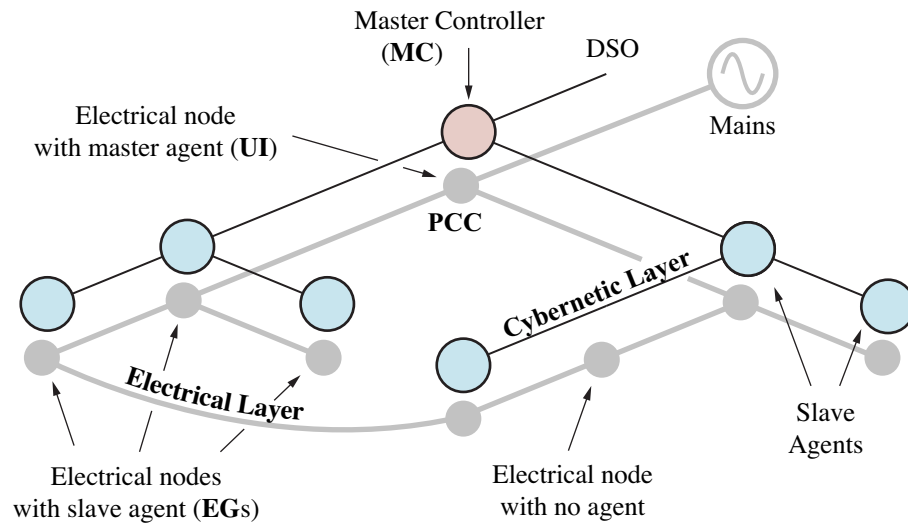 Master Controller
(MC)
DSO
Electrical node
with master agent (UI)
Mains
PCC
Cybernetic Layer
Electrical Layer
Slave
Agents
Electrical nodes
with slave agent (EGs)
Electrical node
with no agent